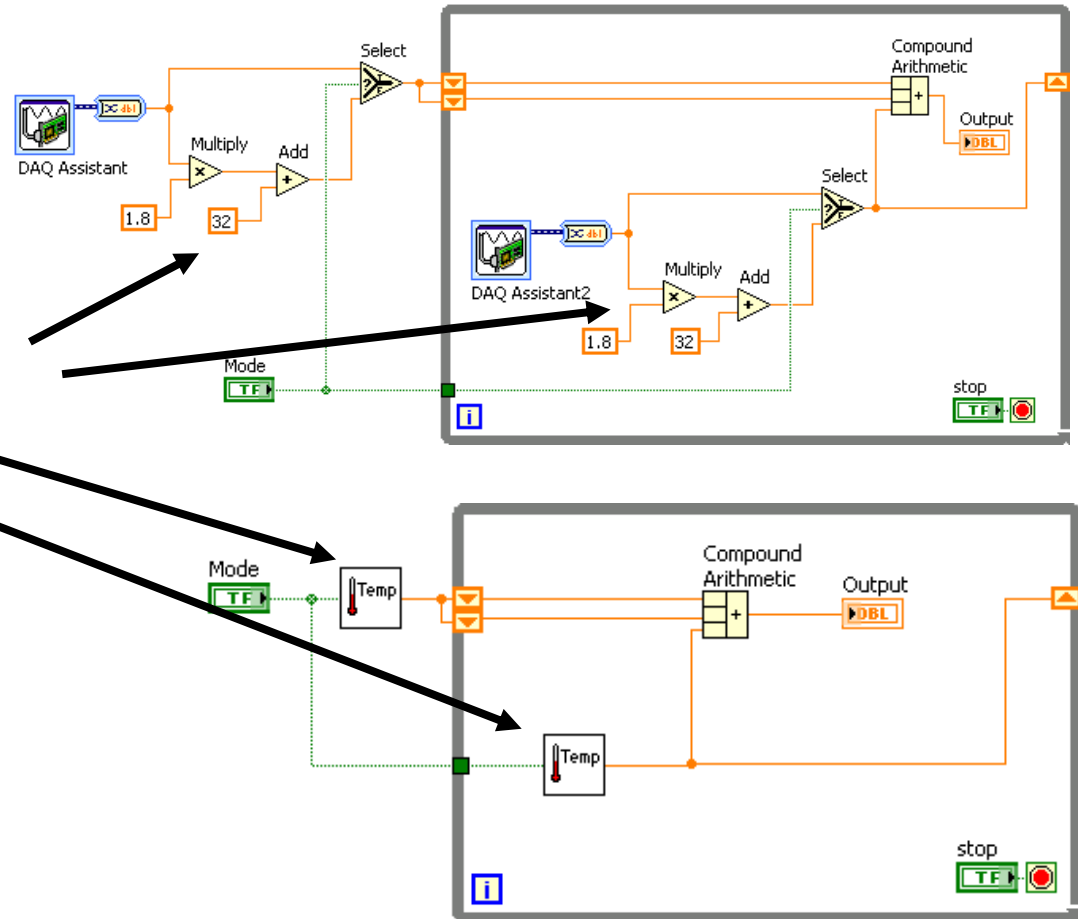 Select
Compound
Arithmetic
dbl
DAQ Assistant
Multiply
Add
×
+
1.8
32
?
T
F
+
Output
DBL
Select
?
T
F
dbl
DAQ Assistant2
Multiply
Add
×
+
1.8
32
Mode
TF
i
stop
TF
Mode
TF
Temp
Compound
Arithmetic
+
Output
DBL
Temp
i
stop
TF